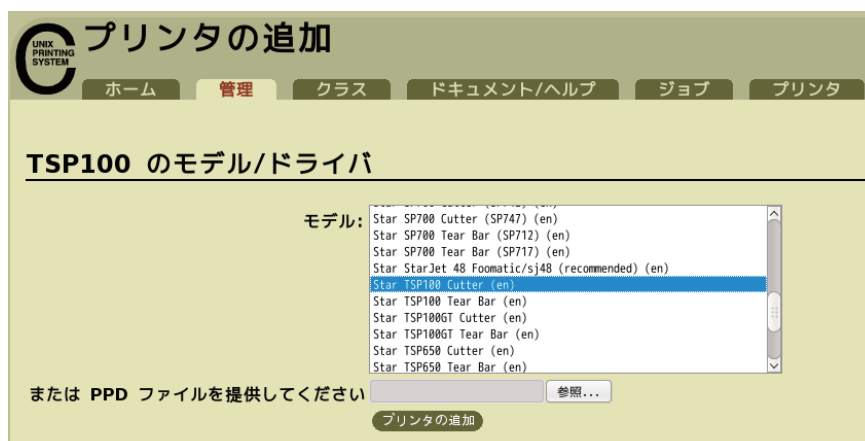 UNIX
PRINTING
SYSTEM
プリンタの追加
ホーム 管理 クラス ドキュメント/ヘルプ ジョブ プリンタ
TSP100 のモデル/ドライバ
モデル:
Star SP700 Cutter (SP747) (en)
Star SP700 Tear Bar (SP712) (en)
Star SP700 Tear Bar (SP717) (en)
Star StarJet 48 Foomatic/sj48 (recommended) (en)
Star TSP100 Cutter (en)
Star TSP100 Tear Bar (en)
Star TSP100GT Cutter (en)
Star TSP100GT Tear Bar (en)
Star TSP650 Cutter (en)
Star TSP650 Tear Bar (en)
または PPD ファイルを提供してください 参照...
プリンタの追加